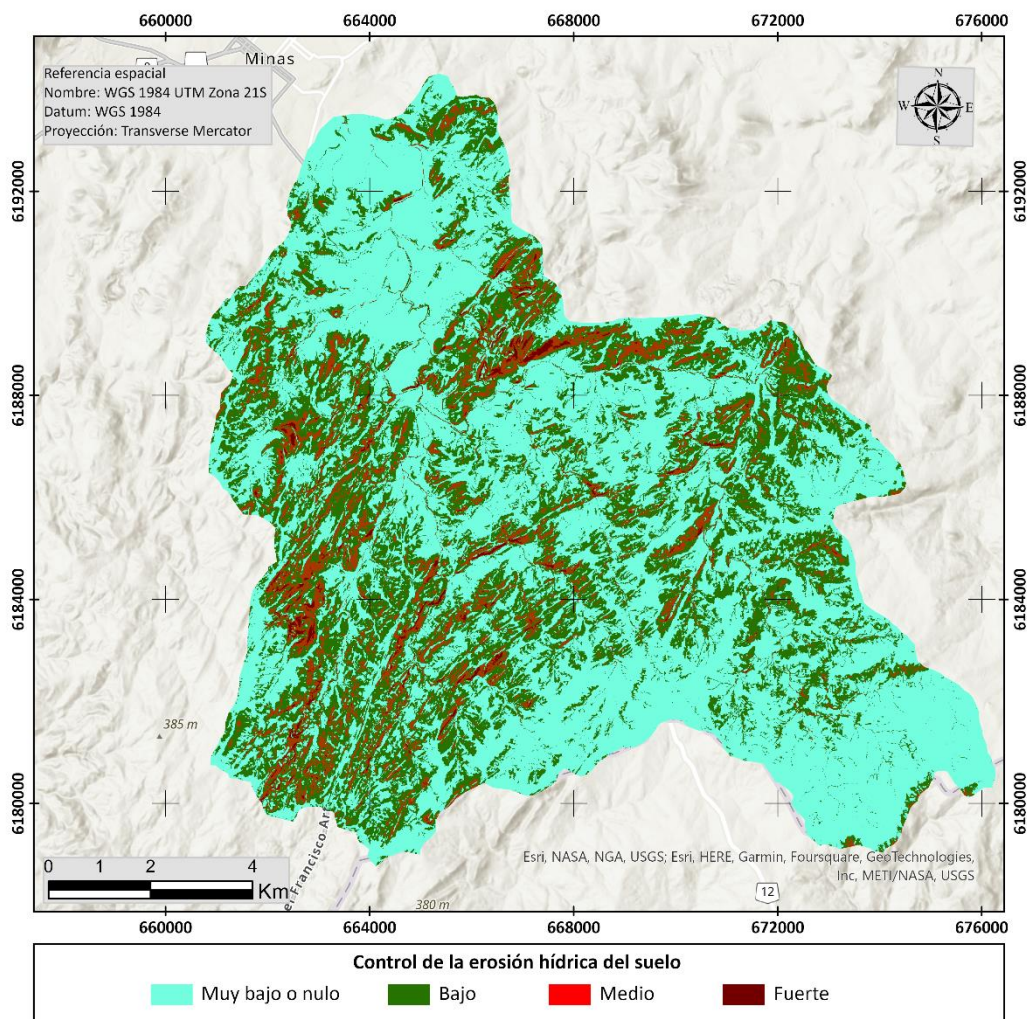 660000 664000 668000 672000 676000
Minas
Referencia espacial
Nombre: WGS 1984 UTM Zona 21S
Datum: WGS 1984
Proyección: Transverse Mercator
N
W E
S
6192000 6192000
6188000 6188000
6184000 6184000
385 m
6180000 6180000
Francisco Ar
Esri, NASA, NGA, USGS; Esri, HERE, Garmin, Foursquare, GeoTechnologies,
Inc, METI/NASA, USGS
0 2 4
Km
12
380 m
660000 664000 668000 672000 676000
Control de la erosión hídrica del suelo
Muy bajo o nulo Bajo Medio Fuerte